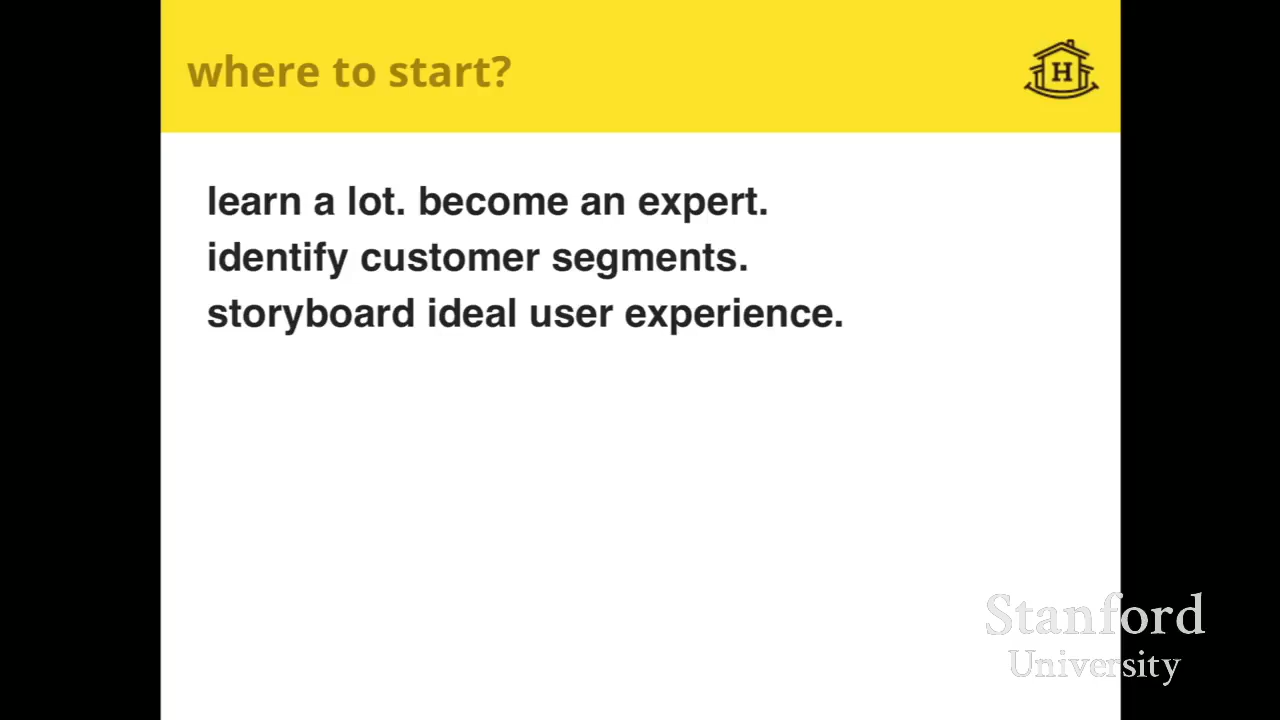 where to start?
H
learn a lot. become an expert.
identify customer segments.
storyboard ideal user experience.
Stanford
University